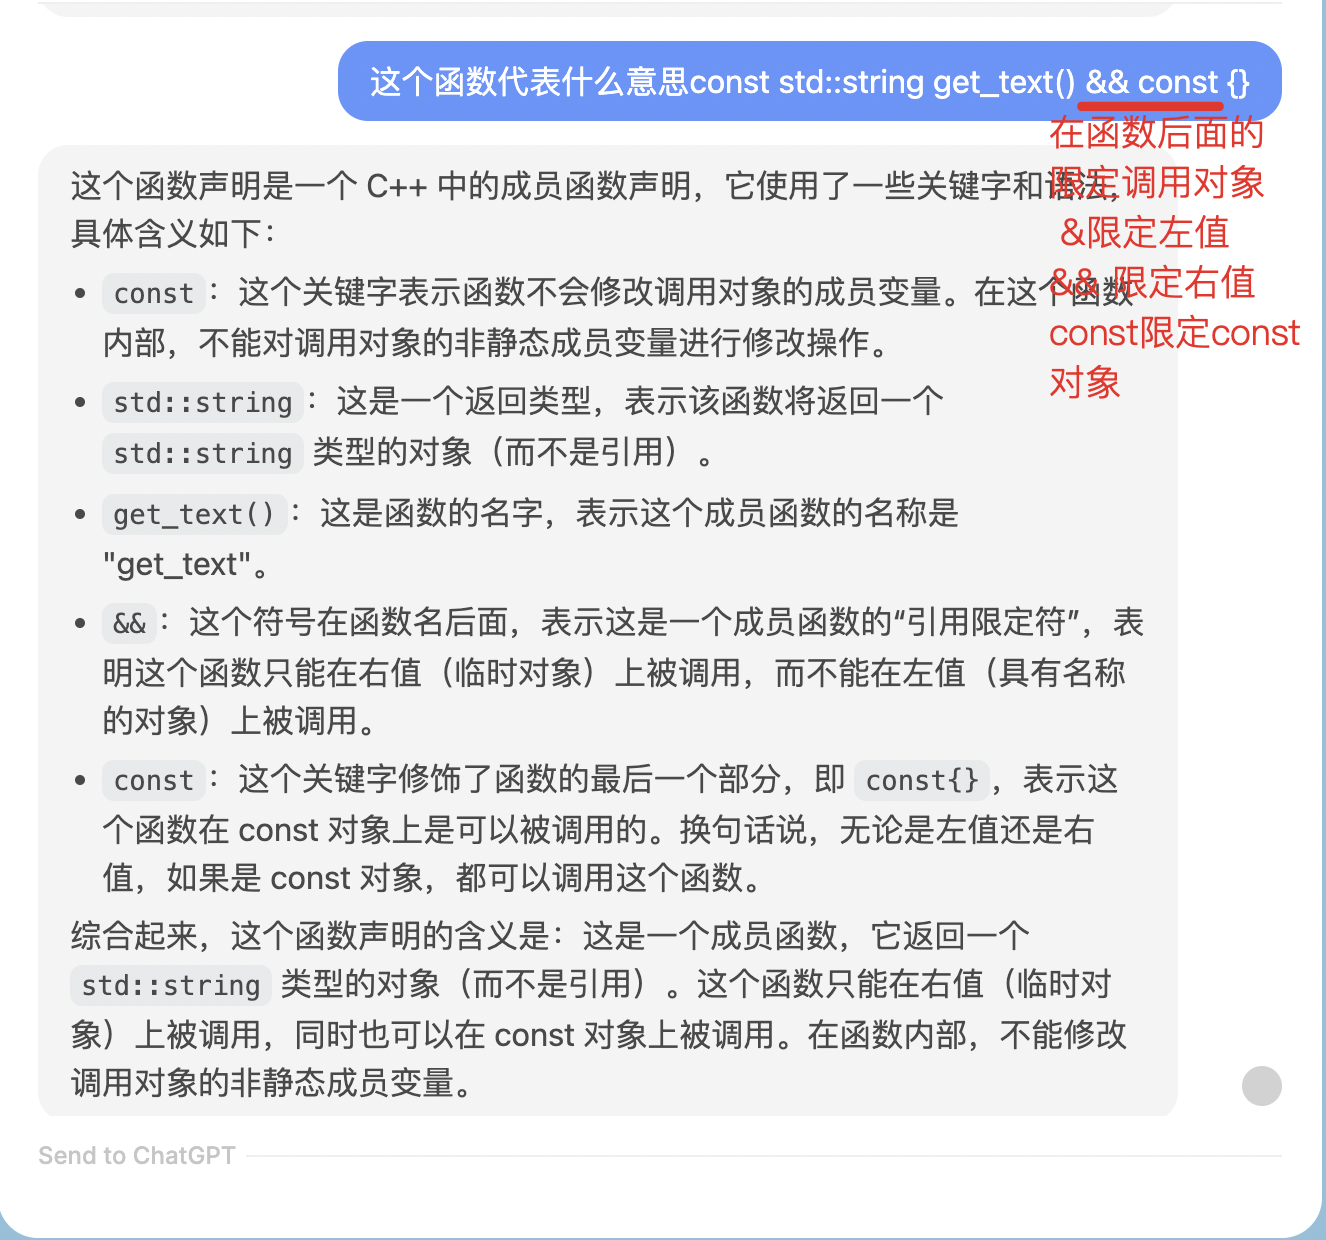 这个函数代表什么意思const std::string get_text() && const {}
在函数后面的
限定调用对象
&限定左值
&& 限定右值
const限定const
对象
这个函数声明是一个 C++ 中的成员函数声明，它使用了一些关键字和语法，
具体含义如下：
• const： 这个关键字表示函数不会修改调用对象的成员变量。在这个函数
内部，不能对调用对象的非静态成员变量进行修改操作。
• std::string： 这是一个返回类型，表示该函数将返回一个
std::string 类型的对象（而不是引用）。
• get_text()： 这是函数的名字，表示这个成员函数的名称是
"get_text"。
• &&： 这个符号在函数名后面，表示这是一个成员函数的“引用限定符”，表
明这个函数只能在右值（临时对象）上被调用，而不能在左值（具有名称
的对象）上被调用。
• const： 这个关键字修饰了函数的最后一个部分，即 const{}，表示这
个函数在 const 对象上是可以被调用的。换句话说，无论是左值还是右
值，如果是 const 对象，都可以调用这个函数。
综合起来，这个函数声明的含义是：这是一个成员函数，它返回一个
std::string 类型的对象（而不是引用）。这个函数只能在右值（临时对
象）上被调用，同时也可以在 const 对象上被调用。在函数内部，不能修改
调用对象的非静态成员变量。
Send to ChatGPT